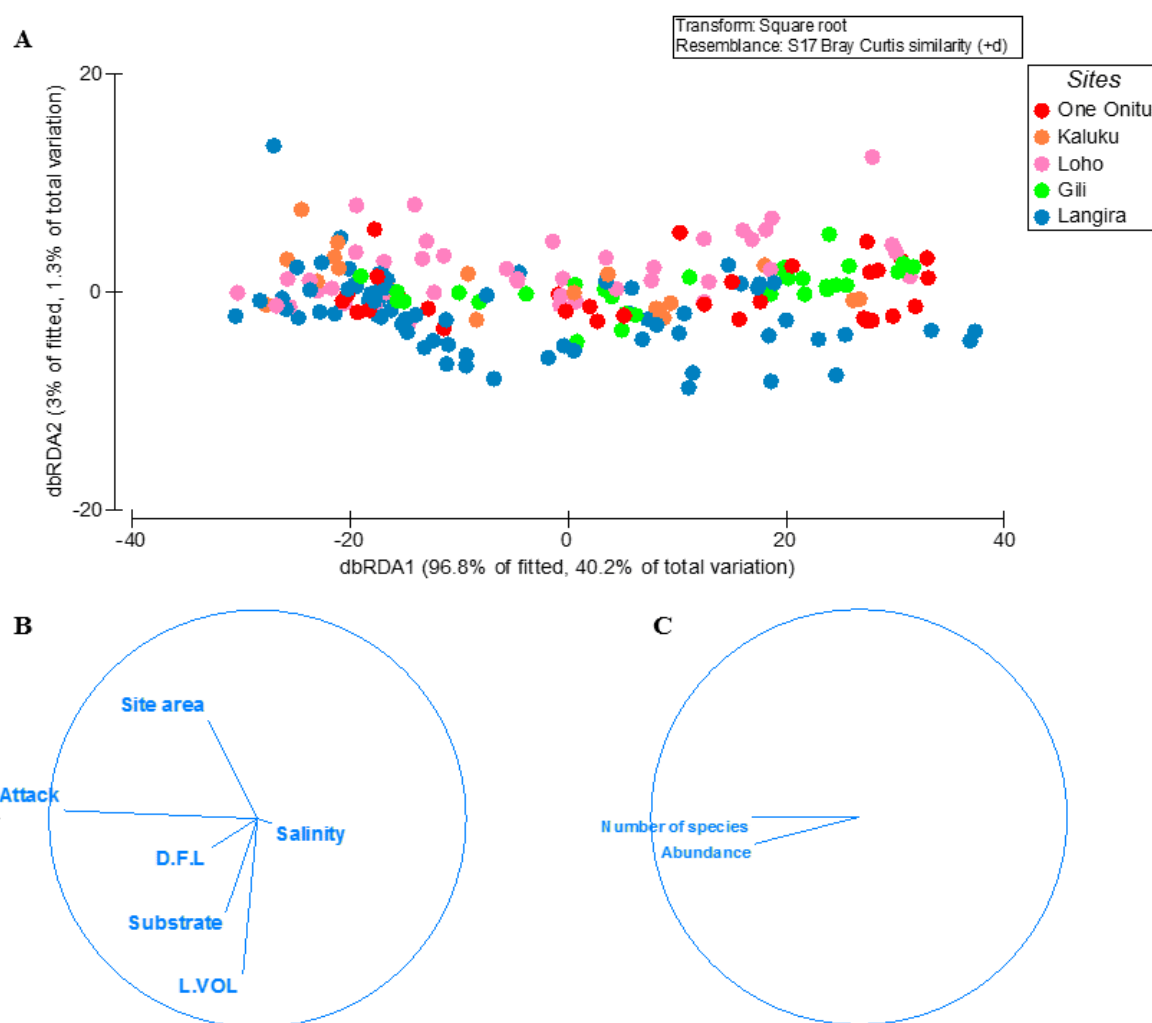 A
Transform: Square root
Resemblance: S17 Bray Curtis similarity (+d)
Sites
One Onitu
Kaluku
Loho
Gili
Langira
20
0
-20
dbRDA2 (3% of fitted, 1.3% of total variation)
-40
-20
0
20
40
dbRDA1 (96.8% of fitted, 40.2% of total variation)
B
Site area
Attack
Salinity
D.F.L
Substrate
L.VOL
C
Number of species
Abundance